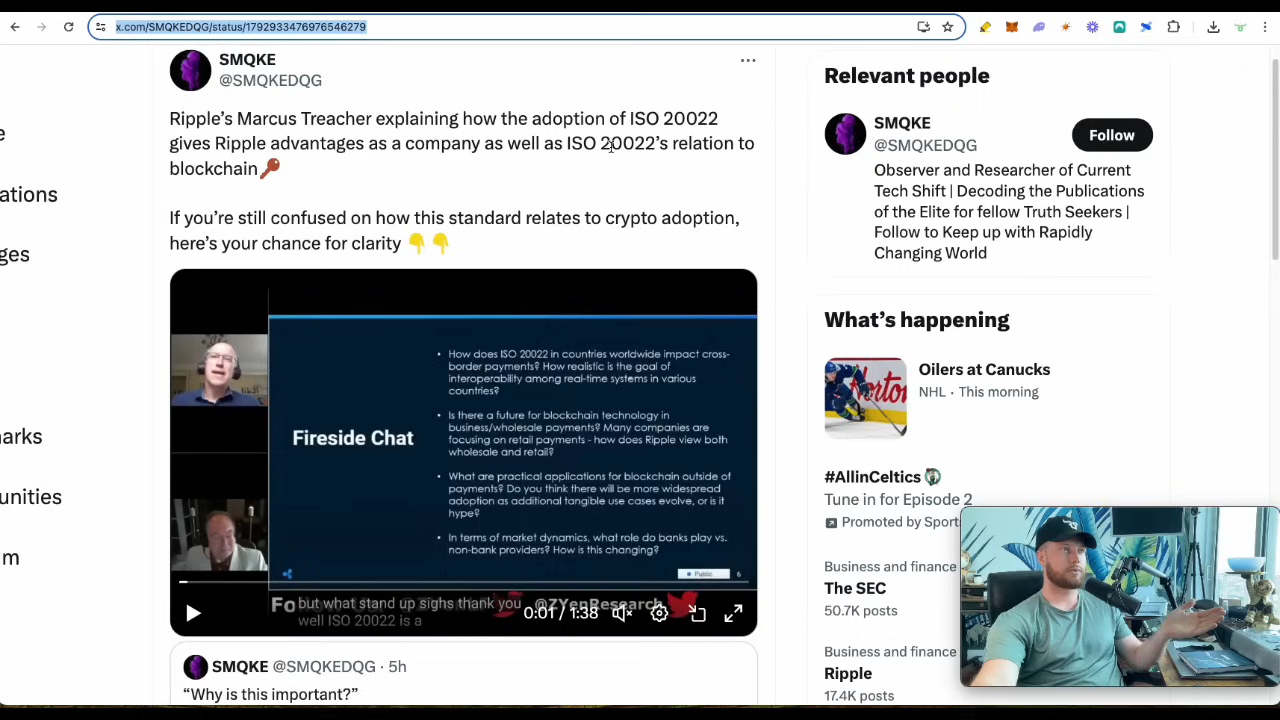 x.com/SMQKEDQG/status/1792933476976546279
SMQKE
@SMQKEDQG
Ripple's Marcus Treacher explaining how the adoption of ISO 20022
gives Ripple advantages as a company as well as ISO 20022's relation to
blockchain🔑
If you're still confused on how this standard relates to crypto adoption,
here's your chance for clarity 👇 👇
Fireside Chat
• How does ISO 20022 in countries worldwide impact cross-
border payments? How realistic is the goal of
interoperability among real-time systems in various
countries?
• Is there a future for blockchain technology in
business/wholesale payments? Many companies are
focusing on retail payments - how does Ripple view both
wholesale and retail?
• What are practical applications for blockchain outside of
payments? Do you think there will be more widespread
adoption as additional tangible use cases evolve, or is it
hype?
• In terms of market dynamics, what role do banks play vs.
non-bank providers? How is this changing?
Public
6
but what stand up sighs thank you
well ISO 20022 is a
@ZYenResearch
0:01 / 1:38
SMQKE @SMQKEDQG · 5h
“Why is this important?”
e
ations
ges
arks
unities
m
Relevant people
SMQKE
@SMQKEDQG
Follow
Observer and Researcher of Current
Tech Shift | Decoding the Publications
of the Elite for fellow Truth Seekers |
Follow to Keep up with Rapidly
Changing World
What's happening
Oilers at Canucks
NHL · This morning
#AllinCeltics
Tune in for Episode 2
Promoted by Sport
Business and finance
The SEC
50.7K posts
Business and finance
Ripple
17.4K posts